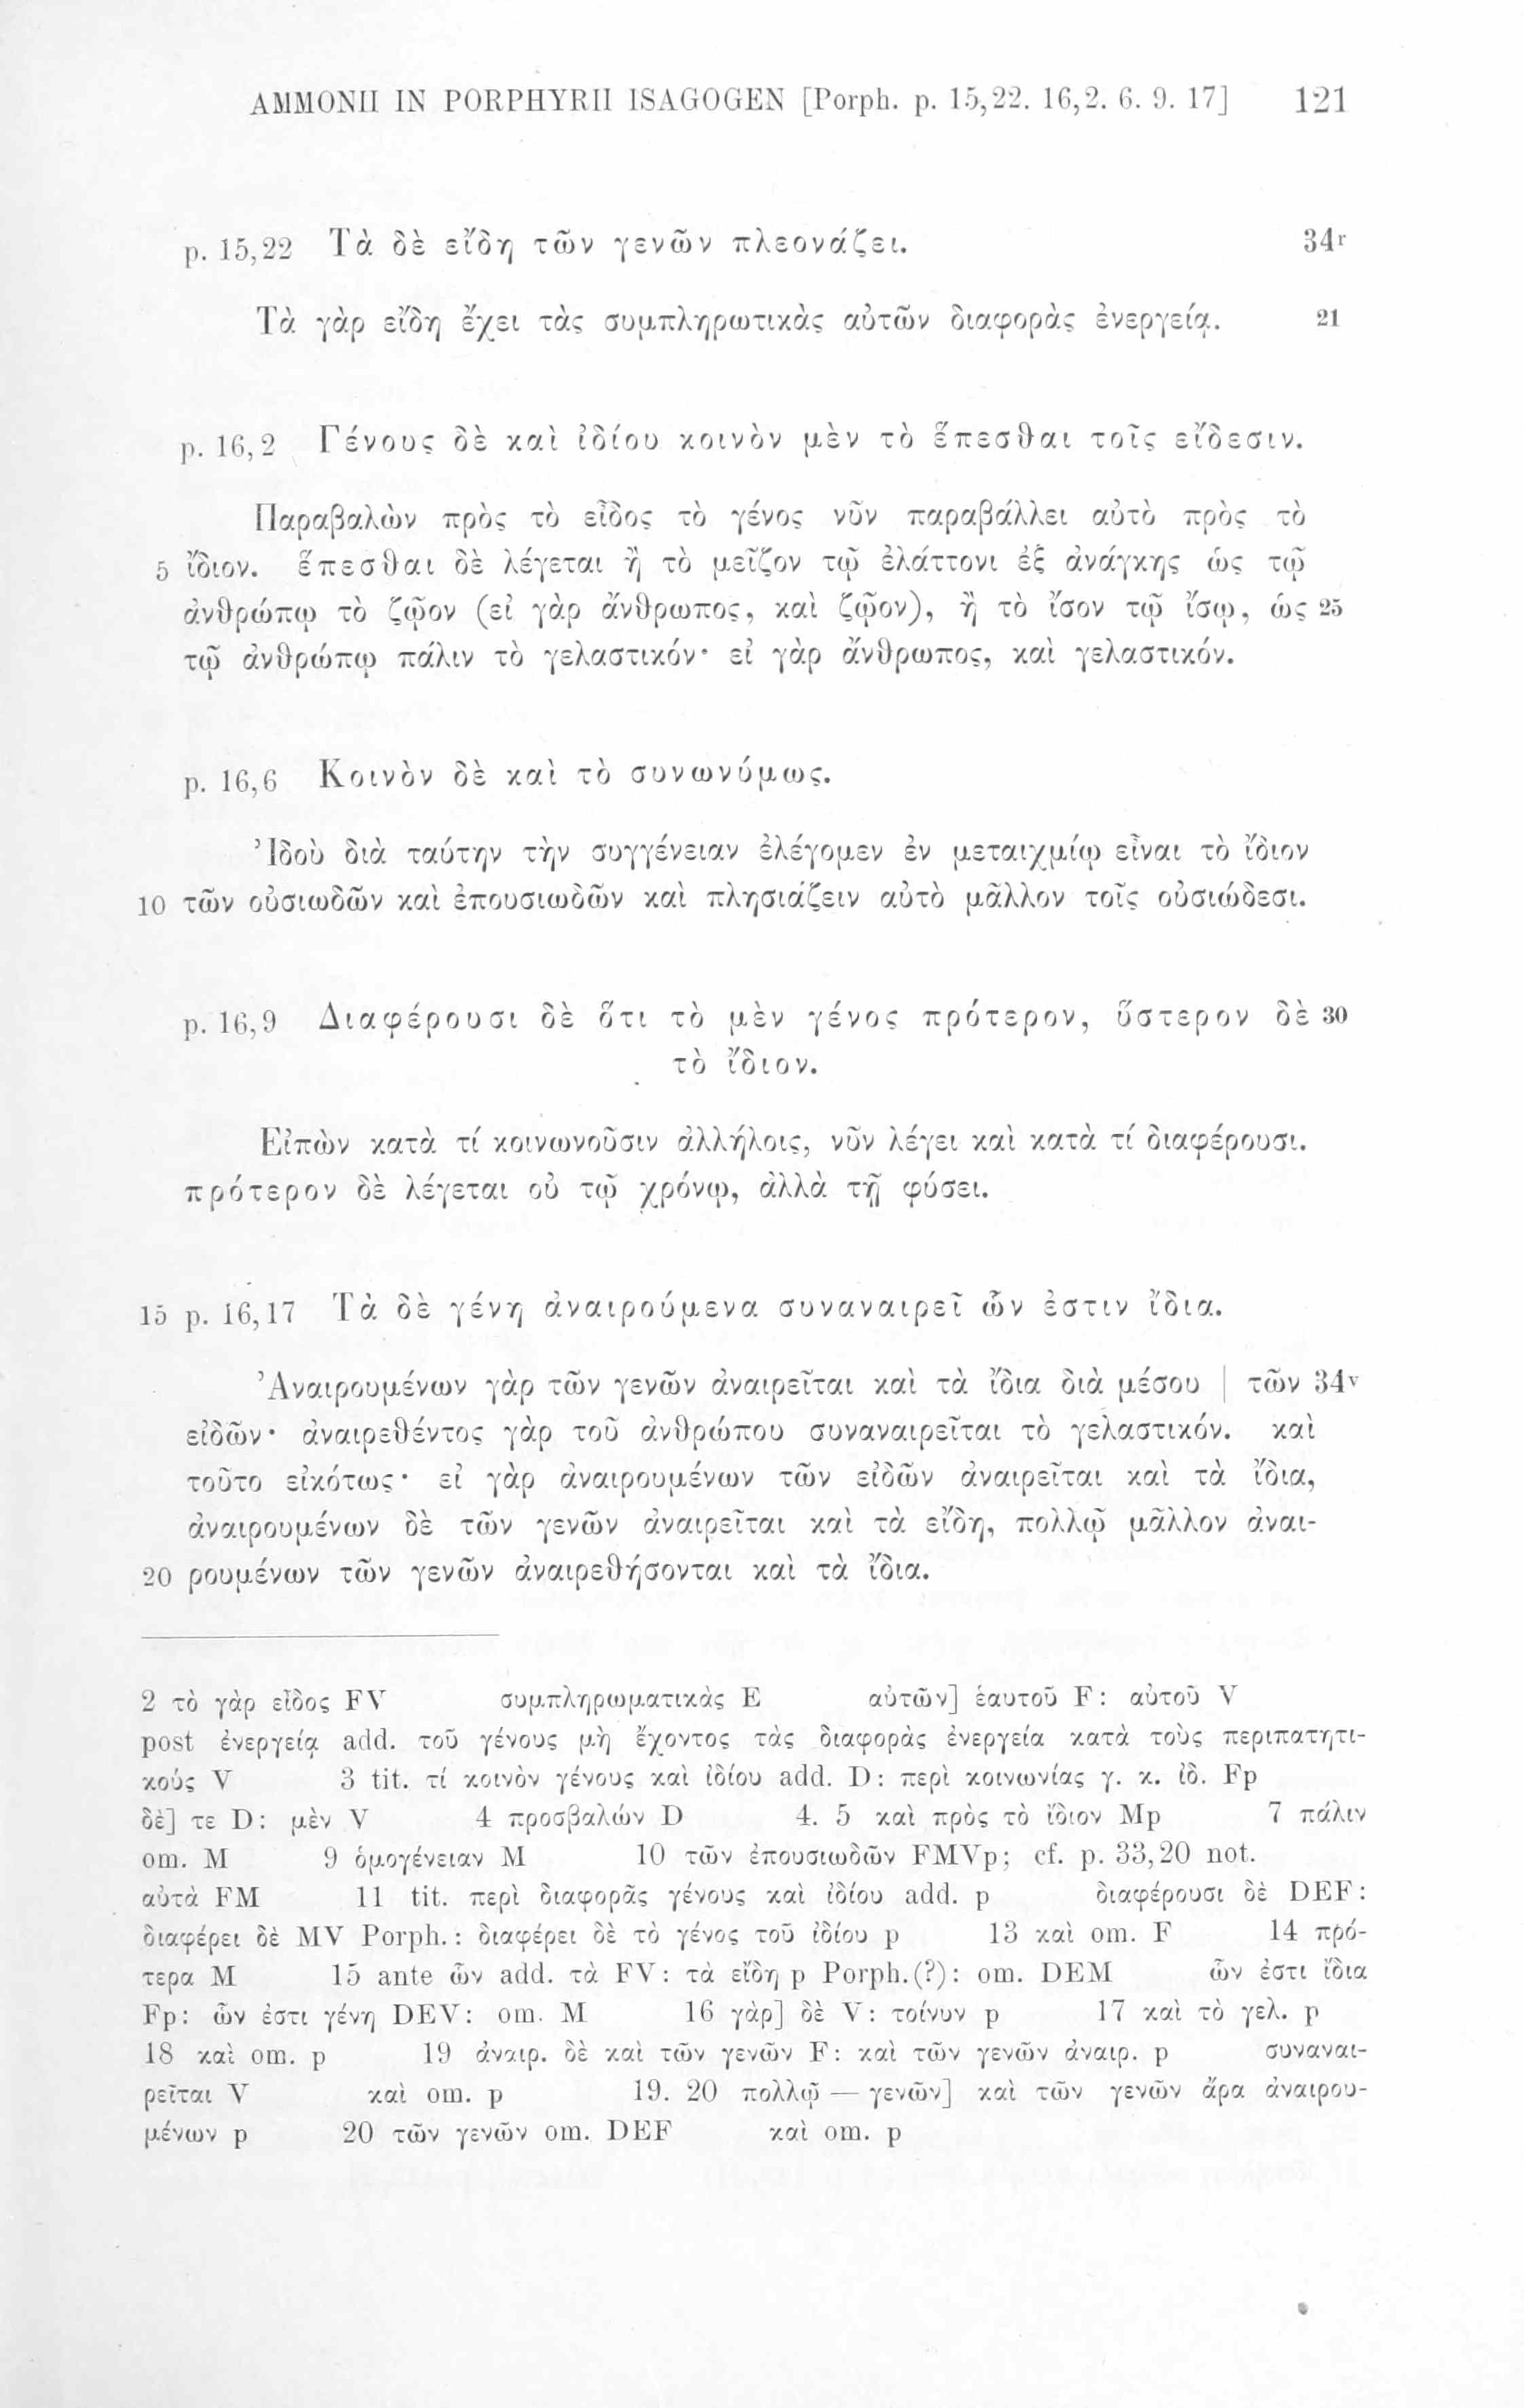 AMMONII IN PORPHYRII ISAGOGEN [Porph. p. 15,22. 16,2. 6. 9. 17] 121
p. 15,22 Τὰ δὲ εἴδη τῶν γενῶν πλεονάζει. 34r
Τὰ γὰρ εἴδη ἔχει τὰς συμπληρωτικὰς αὐτῶν διαφορὰς ἐνεργείᾳ. 21
p. 16,2 Γένους δὲ καὶ ἰδίου κοινὸν μὲν τὸ ἕπεσθαι τοῖς εἴδεσιν.
Παραβαλὼν πρὸς τὸ εἶδος τὸ γένος νῦν παραβάλλει αὐτὸ πρὸς τὸ
5 ἴδιον. ἕπεσθαι δὲ λέγεται ἢ τὸ μεῖζον τῷ ἐλάττονι ἐξ ἀνάγκης ὡς τῷ
ἀνθρώπῳ τὸ ζῷον (εἰ γὰρ ἄνθρωπος, καὶ ζῷον), ἢ τὸ ἴσον τῷ ἴσῳ, ὡς 25
τῷ ἀνθρώπῳ πάλιν τὸ γελαστικόν· εἰ γὰρ ἄνθρωπος, καὶ γελαστικόν.
p. 16,6 Κοινὸν δὲ καὶ τὸ συνωνύμως.
Ἰδοὺ διὰ ταύτην τὴν συγγένειαν ἐλέγομεν ἐν μεταιχμίῳ εἶναι τὸ ἴδιον
10 τῶν οὐσιωδῶν καὶ ἐπουσιωδῶν καὶ πλησιάζειν αὐτὸ μᾶλλον τοῖς οὐσιώδεσι.
p. 16,9 Διαφέρουσι δὲ ὅτι τὸ μὲν γένος πρότερον, ὕστερον δὲ 30
τὸ ἴδιον.
Εἰπὼν κατὰ τί κοινωνοῦσιν ἀλλήλοις, νῦν λέγει καὶ κατὰ τί διαφέρουσι.
πρότερον δὲ λέγεται οὐ τῷ χρόνῳ, ἀλλὰ τῇ φύσει.
15 p. 16,17 Τὰ δὲ γένη ἀναιρούμενα συναναιρεῖ ὧν ἐστιν ἴδια.
Ἀναιρουμένων γὰρ τῶν γενῶν ἀναιρεῖται καὶ τὰ ἴδια διὰ μέσου | τῶν 34v
εἰδῶν· ἀναιρεθέντος γὰρ τοῦ ἀνθρώπου συναναιρεῖται τὸ γελαστικόν. καὶ
τοῦτο εἰκότως· εἰ γὰρ ἀναιρουμένων τῶν εἰδῶν ἀναιρεῖται καὶ τὰ ἴδια,
ἀναιρουμένων δὲ τῶν γενῶν ἀναιρεῖται καὶ τὰ εἴδη, πολλῷ μᾶλλον ἀναι-
20 ρουμένων τῶν γενῶν ἀναιρεθήσονται καὶ τὰ ἴδια.
2 τὸ γὰρ εἶδος FV συμπληρωματικὰς E αὐτῶν] ἑαυτοῦ F: αὐτοῦ V
post ἐνεργείᾳ add. τοῦ γένους μὴ ἔχοντος τὰς διαφορὰς ἐνεργεία κατὰ τοὺς περιπατητι-
κούς V 3 tit. τί κοινὸν γένους καὶ ἰδίου add. D: περὶ κοινωνίας γ. κ. ἰδ. Fp
δὲ] τε D: μὲν V 4 προσβαλών D 4. 5 καὶ πρὸς τὸ ἴδιον Mp 7 πάλιν
om. M 9 ὁμογένειαν M 10 τῶν ἐπουσιωδῶν FMVp; cf. p. 33,20 not.
αὐτὰ FM 11 tit. περὶ διαφορᾶς γένους καὶ ἰδίου add. p διαφέρουσι δὲ DEF:
διαφέρει δὲ MV Porph.: διαφέρει δὲ τὸ γένος τοῦ ἰδίου p 13 καὶ om. F 14 πρό-
τερα M 15 ante ὧν add. τὰ FV: τὰ εἴδη p Porph.(?): om. DEM ὧν ἐστι ἴδια
Fp: ὧν ἐστι γένη DEV: om. M 16 γὰρ] δὲ V: τοίνυν p 17 καὶ τὸ γελ. p
18 καὶ om. p 19 ἀναιρ. δὲ καὶ τῶν γενῶν F: καὶ τῶν γενῶν ἀναιρ. p συναναι-
ρεῖται V καὶ om. p 19. 20 πολλῷ — γενῶν] καὶ τῶν γενῶν ἄρα ἀναιρου-
μένων p 20 τῶν γενῶν om. DEF καὶ om. p